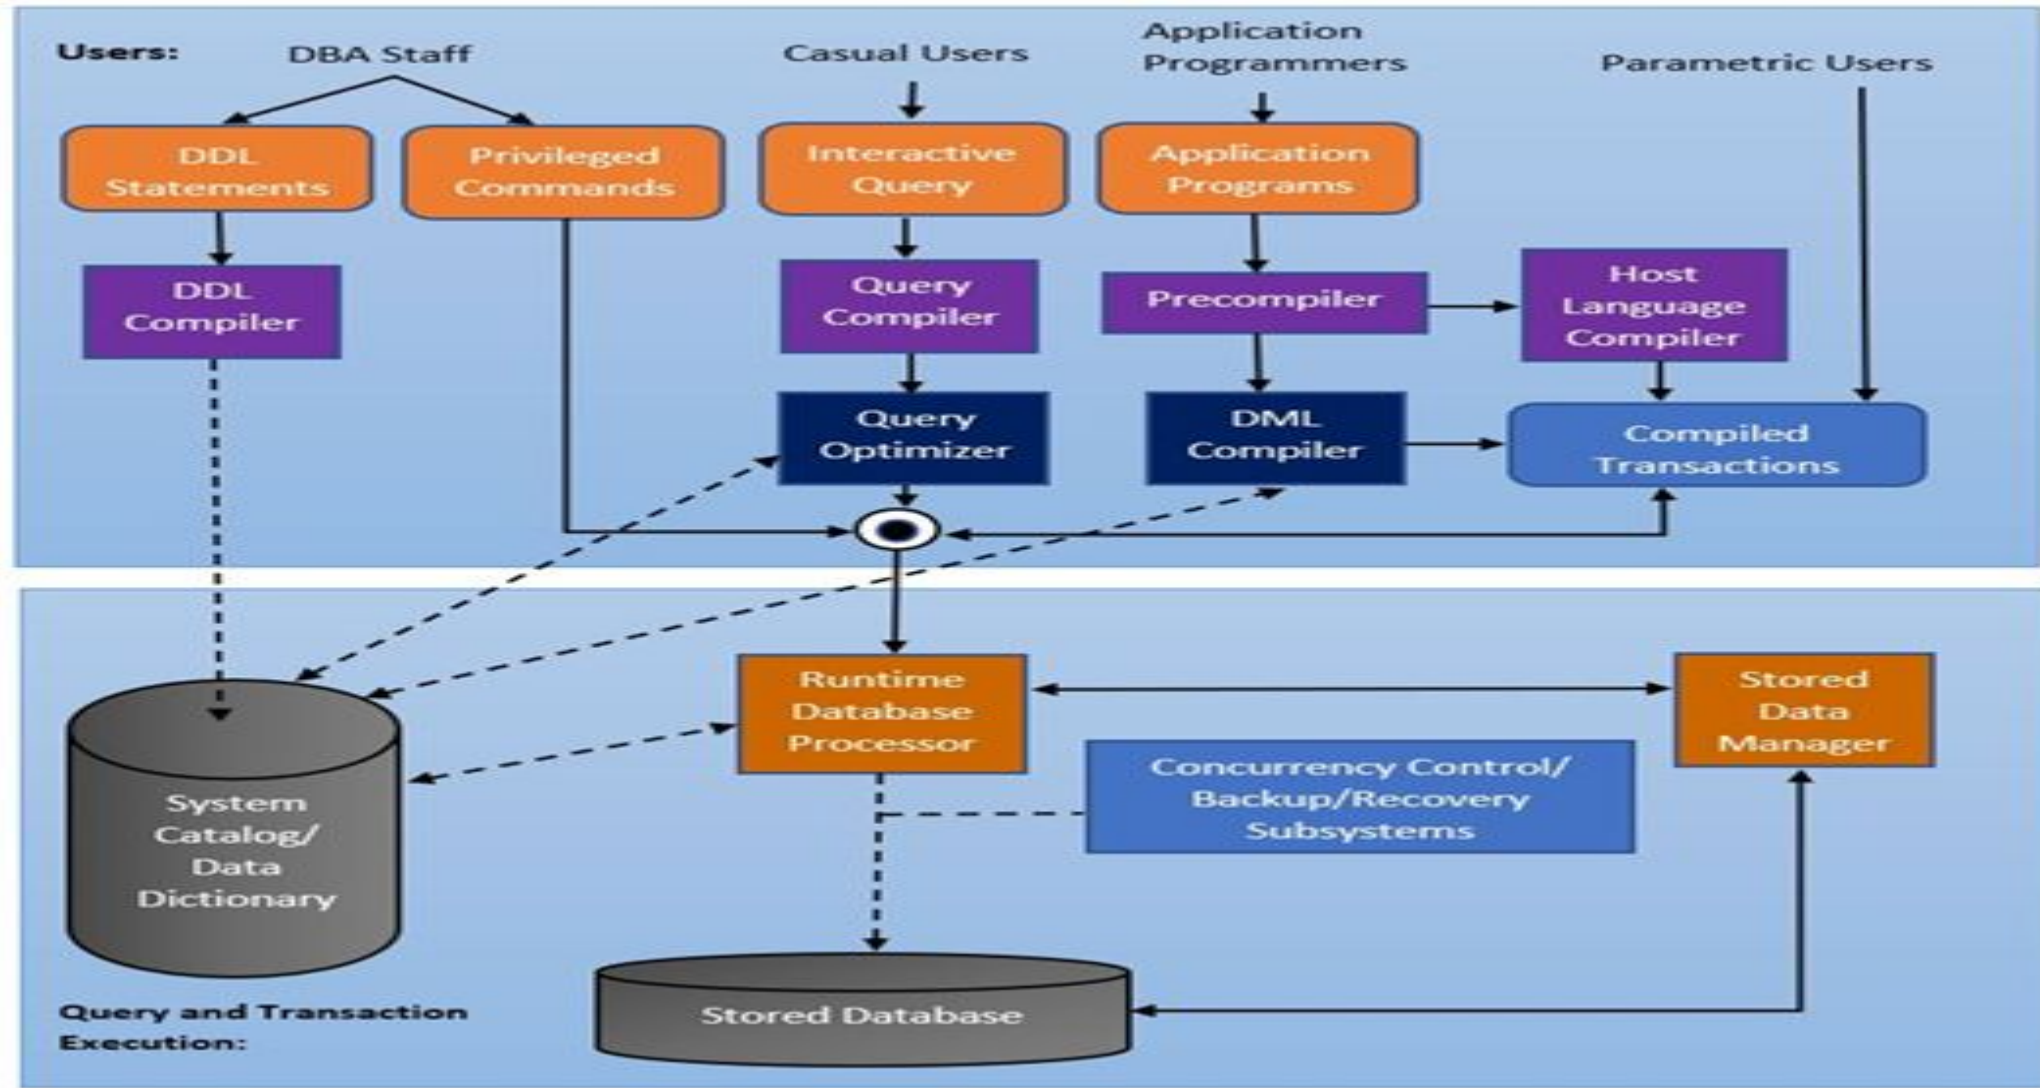 Users:
DBA Staff
Casual Users
Application
Programmers
Parametric Users
DDL
Statements
Privileged
Commands
Interactive
Query
Application
Programs
DDL
Compiler
Query
Compiler
Precompiler
Host
Language
Compiler
Query
Optimizer
DML
Compiler
Compiled
Transactions
Runtime
Database
Processor
Stored
Data
Manager
Concurrency Control/
Backup/Recovery
Subsystems
System
Catalog/
Data
Dictionary
Stored Database
Query and Transaction
Execution: